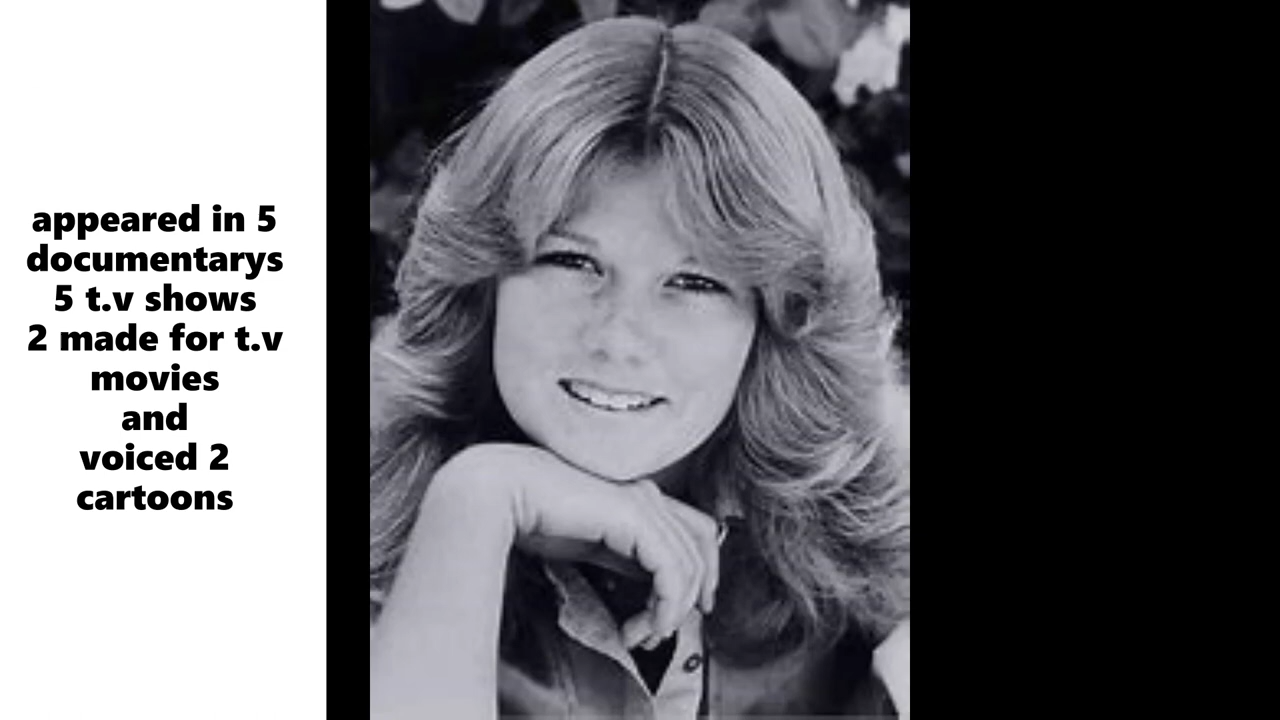 appeared in 5
documentarys
5 t.v shows
2 made for t.v
movies
and
voiced 2
cartoons